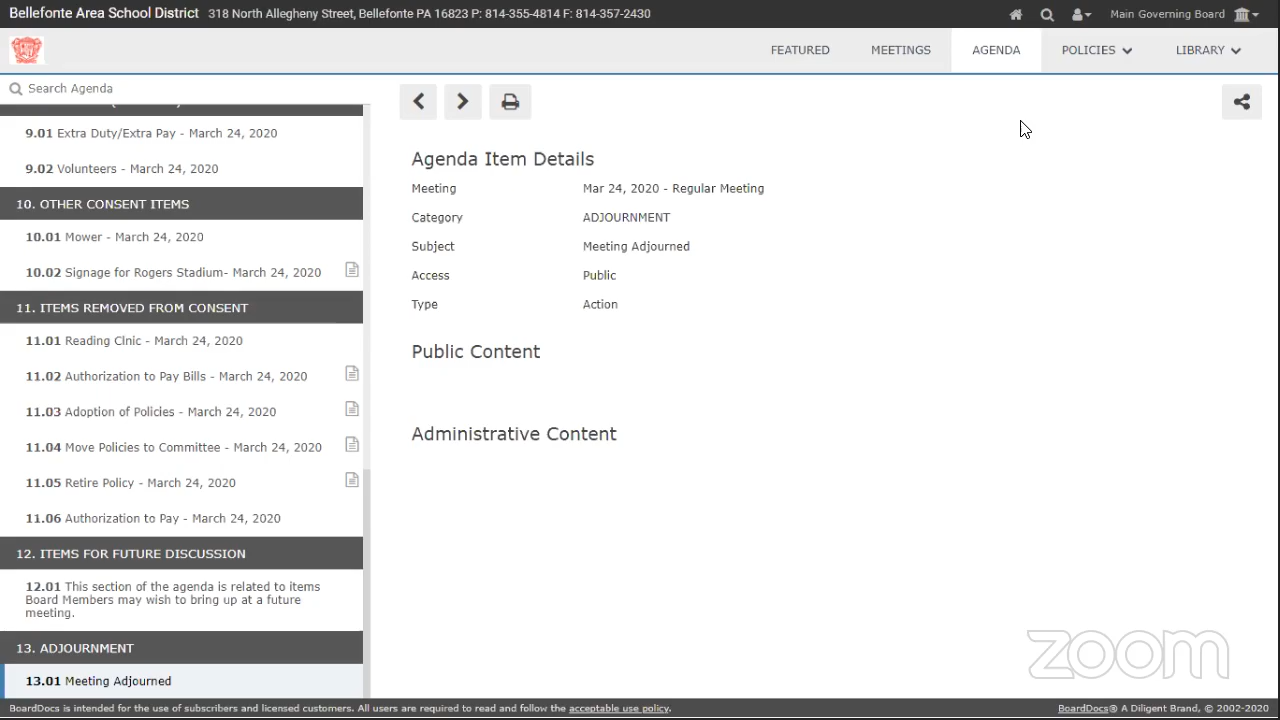 Bellefonte Area School District 318 North Allegheny Street, Bellefonte PA 16823 P: 814-355-4814 F: 814-357-2430
Main Governing Board
FEATURED
MEETINGS
AGENDA
POLICIES
LIBRARY
Search Agenda
9.01 Extra Duty/Extra Pay - March 24, 2020
9.02 Volunteers - March 24, 2020
10. OTHER CONSENT ITEMS
10.01 Mower - March 24, 2020
10.02 Signage for Rogers Stadium- March 24, 2020
11. ITEMS REMOVED FROM CONSENT
11.01 Reading Clnic - March 24, 2020
11.02 Authorization to Pay Bills - March 24, 2020
11.03 Adoption of Policies - March 24, 2020
11.04 Move Policies to Committee - March 24, 2020
11.05 Retire Policy - March 24, 2020
11.06 Authorization to Pay - March 24, 2020
12. ITEMS FOR FUTURE DISCUSSION
12.01 This section of the agenda is related to items
Board Members may wish to bring up at a future
meeting.
13. ADJOURNMENT
13.01 Meeting Adjourned
Agenda Item Details
Meeting Mar 24, 2020 - Regular Meeting
Category ADJOURNMENT
Subject Meeting Adjourned
Access Public
Type Action
Public Content
Administrative Content
zoom
BoardDocs is intended for the use of subscribers and licensed customers. All users are required to read and follow the acceptable use policy.
BoardDocs® A Diligent Brand, © 2002-2020